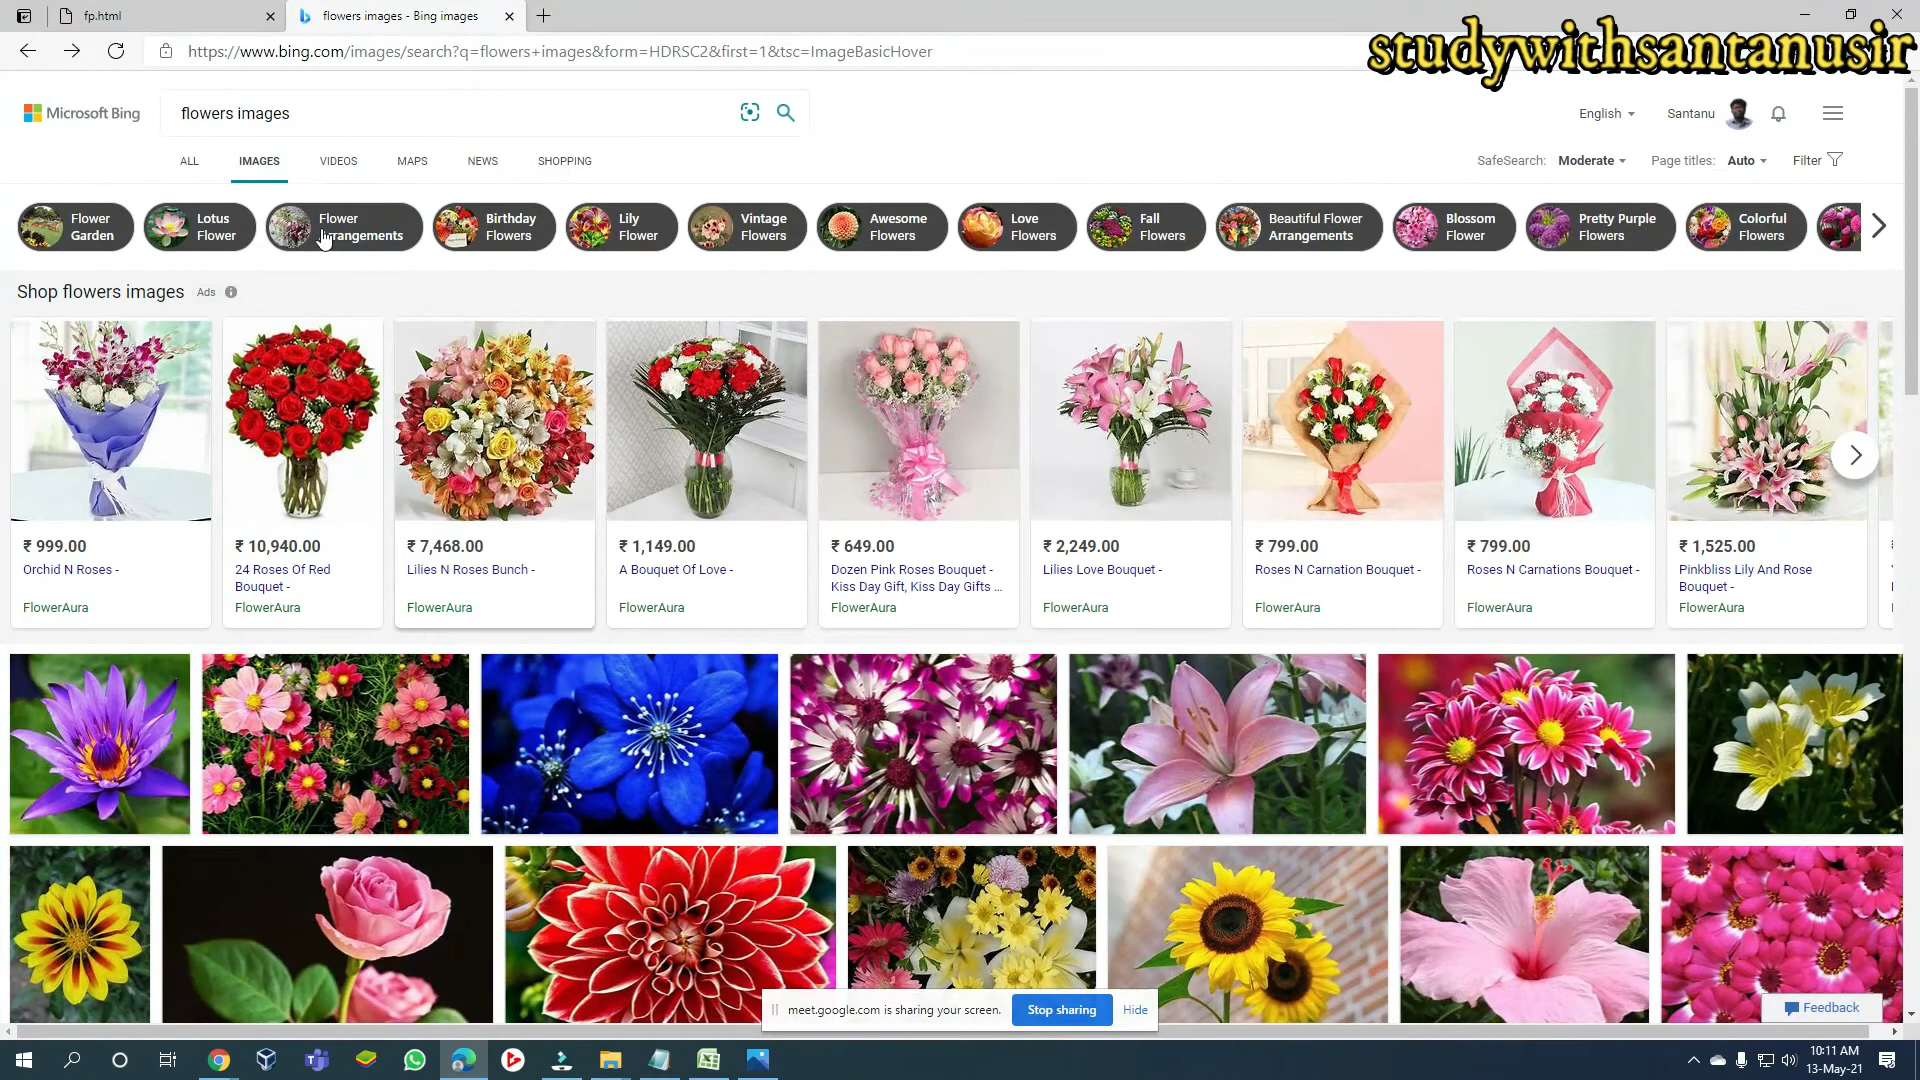 fp.html
flowers images - Bing images
https://www.bing.com/images/search?q=flowers+images&form=HDRSC2&first=1&tsc=ImageBasicHover
studywithsantanusir
Microsoft Bing
flowers images
English
Santanu
ALL
IMAGES
VIDEOS
MAPS
NEWS
SHOPPING
SafeSearch: Moderate
Page titles: Auto
Filter
Flower
Garden
Lotus
Flower
Flower
Birthday
Flowers
Lily
Flower
Vintage
Flowers
Awesome
Flowers
Love
Flowers
Fall
Flowers
Beautiful Flower
Arrangements
Blossom
Flower
Pretty Purple
Flowers
Colorful
Flowers
Shop flowers images
Ads
₹ 999.00
Orchid N Roses -
FlowerAura
₹ 10,940.00
24 Roses Of Red
Bouquet -
FlowerAura
₹ 7,468.00
Lilies N Roses Bunch -
FlowerAura
₹ 1,149.00
A Bouquet Of Love -
FlowerAura
₹ 649.00
Dozen Pink Roses Bouquet -
Kiss Day Gift, Kiss Day Gifts ...
FlowerAura
₹ 2,249.00
Lilies Love Bouquet -
FlowerAura
₹ 799.00
Roses N Carnation Bouquet -
FlowerAura
₹ 799.00
Roses N Carnations Bouquet -
FlowerAura
₹ 1,525.00
Pinkbliss Lily And Rose
Bouquet -
FlowerAura
meet.google.com is sharing your screen.
Stop sharing
Hide
Feedback
10:11 AM
13-May-21